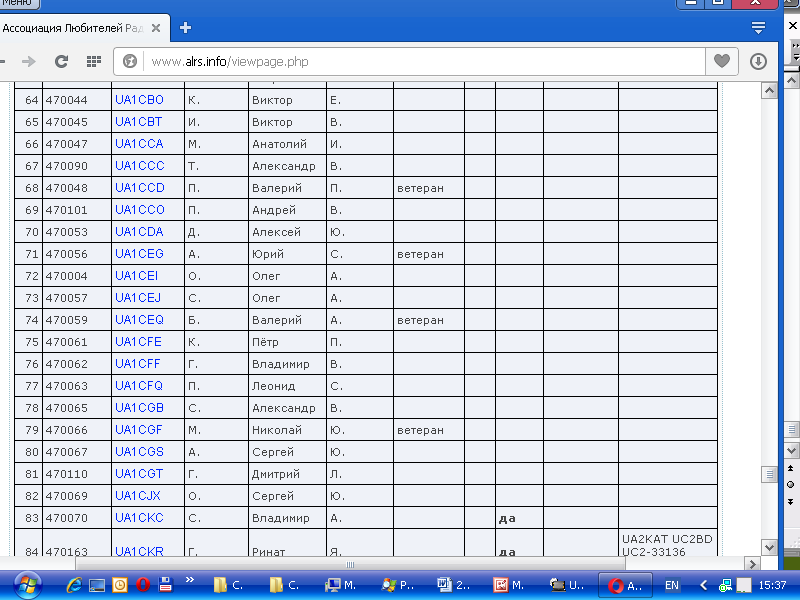 Меню
Ассоциация Любителей Рад
www.alrs.info/viewpage.php
64 470044 UA1CBO К. Виктор Е.
65 470045 UA1CBT И. Виктор В.
66 470047 UA1CCA М. Анатолий И.
67 470090 UA1CCC Т. Александр В.
68 470048 UA1CCD П. Валерий П. ветеран
69 470101 UA1CCO П. Андрей В.
70 470053 UA1CDA Д. Алексей Ю.
71 470056 UA1CEG А. Юрий С. ветеран
72 470004 UA1CEI О. Олег А.
73 470057 UA1CEJ С. Олег А.
74 470059 UA1CEQ Б. Валерий А. ветеран
75 470061 UA1CFE К. Пётр П.
76 470062 UA1CFF Г. Владимир В.
77 470063 UA1CFQ П. Леонид С.
78 470065 UA1CGB С. Александр В.
79 470066 UA1CGF М. Николай Ю. ветеран
80 470067 UA1CGS А. Сергей Ю.
81 470110 UA1CGT Г. Дмитрий Л.
82 470069 UA1CJX О. Сергей Ю.
83 470070 UA1CKC С. Владимир А. да
84 470163 UA1CKR Г. Ринат Я. да UA2KAT UC2BD
UC2-33136
С. С. М. Р.. 2.. М. U.. А.. EN 15:37